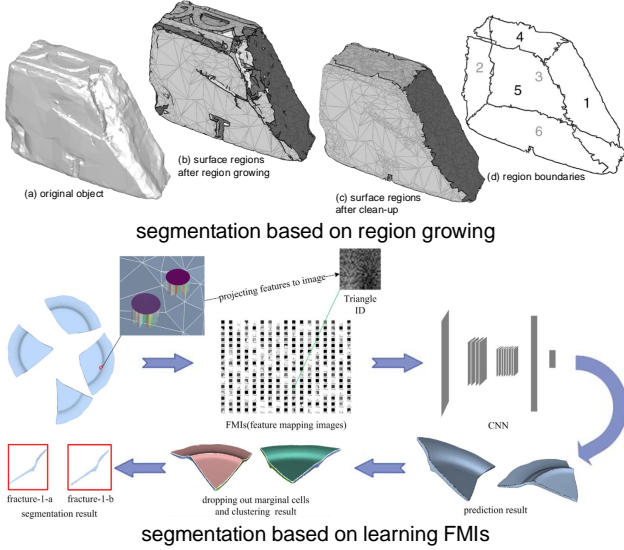 4
2
3
5
1
6
(a) original object
(b) surface regions
after region growing
(c) surface regions
after clean-up
(d) region boundaries
segmentation based on region growing
projecting features to image
Triangle
ID
FMIs(feature mapping images)
CNN
fracture-1-a
fracture-1-b
segmentation result
dropping out marginal cells
and clustering result
prediction result
segmentation based on learning FMIs